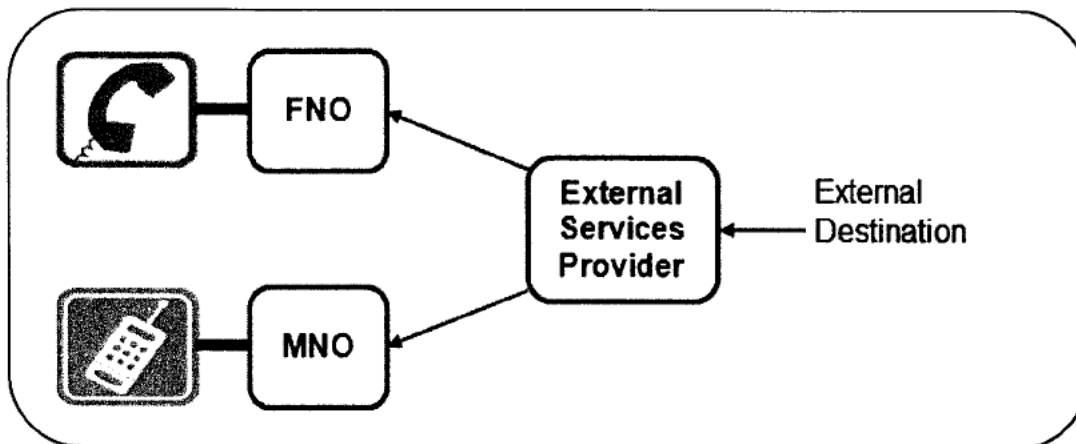 FNO
External
Services
Provider
External
Destination
MNO